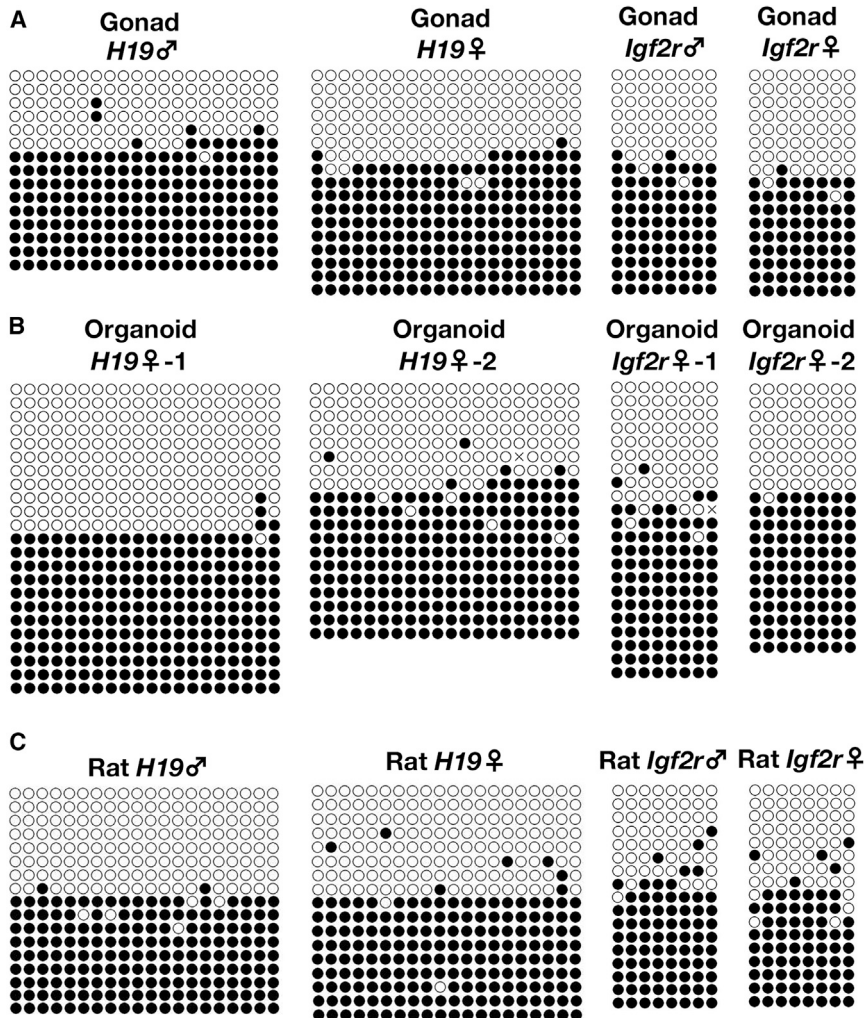 A
Gonad
H19♂
Gonad
H19♀
Gonad
Igf2r♂
Gonad
Igf2r♀
B
Organoid
H19♀-1
Organoid
H19♀-2
Organoid
Igf2r♀-1
Organoid
Igf2r♀-2
C
Rat H19♂
Rat H19♀
Rat Igf2r♂
Rat Igf2r♀